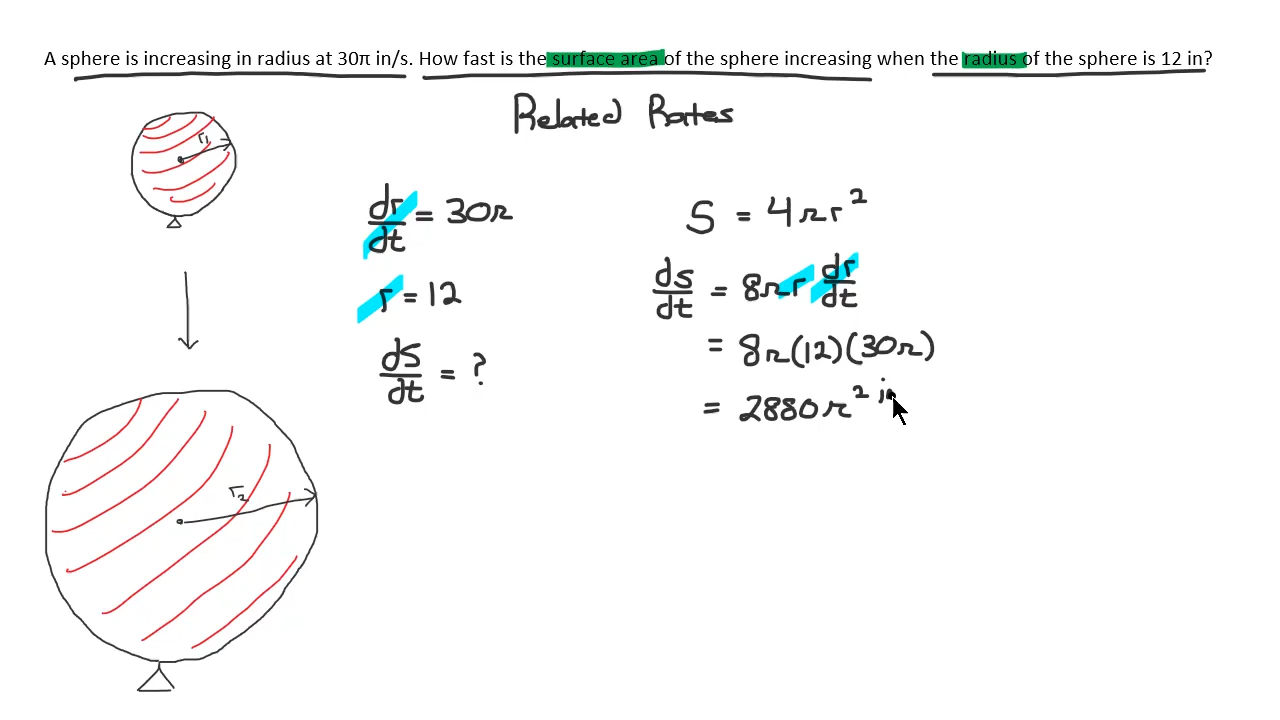 A sphere is increasing in radius at 30π in/s. How fast is the surface area of the sphere increasing when the radius of the sphere is 12 in?
Related Rates
r₁
dr/dt = 30π
r = 12
dS/dt = ?
S = 4πr²
dS/dt = 8πr dr/dt
= 8π(12)(30π)
= 2880π² in
r₂